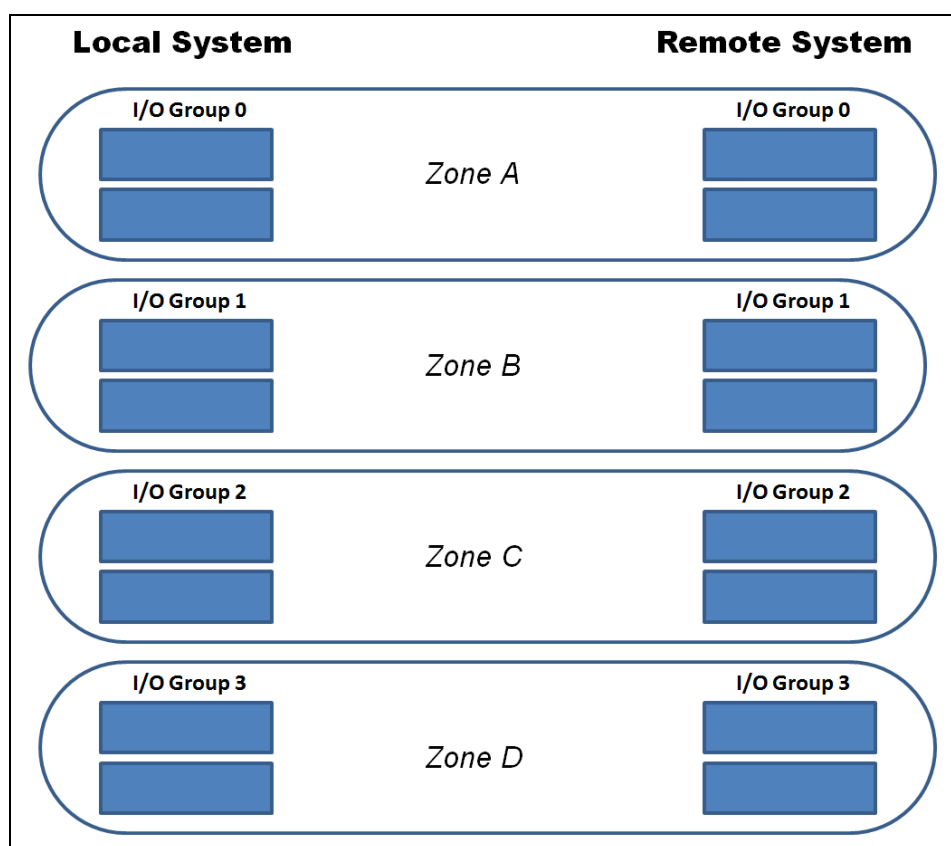 Local System Remote System
I/O Group 0 I/O Group 0
Zone A
I/O Group 1 I/O Group 1
Zone B
I/O Group 2 I/O Group 2
Zone C
I/O Group 3 I/O Group 3
Zone D